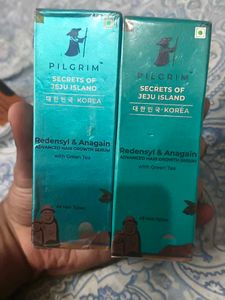 PILGRIM
SECRETS OF
JEJU ISLAND
대한민국·KOREA
Redensyl & Anagain
ADVANCED HAIR GROWTH SERUM
with Green Tea
PILGRIM
SECRETS OF
JEJU ISLAND
대한민국·KOREA
Redensyl & Anagain
ADVANCED HAIR GROWTH SERUM
with Green Tea